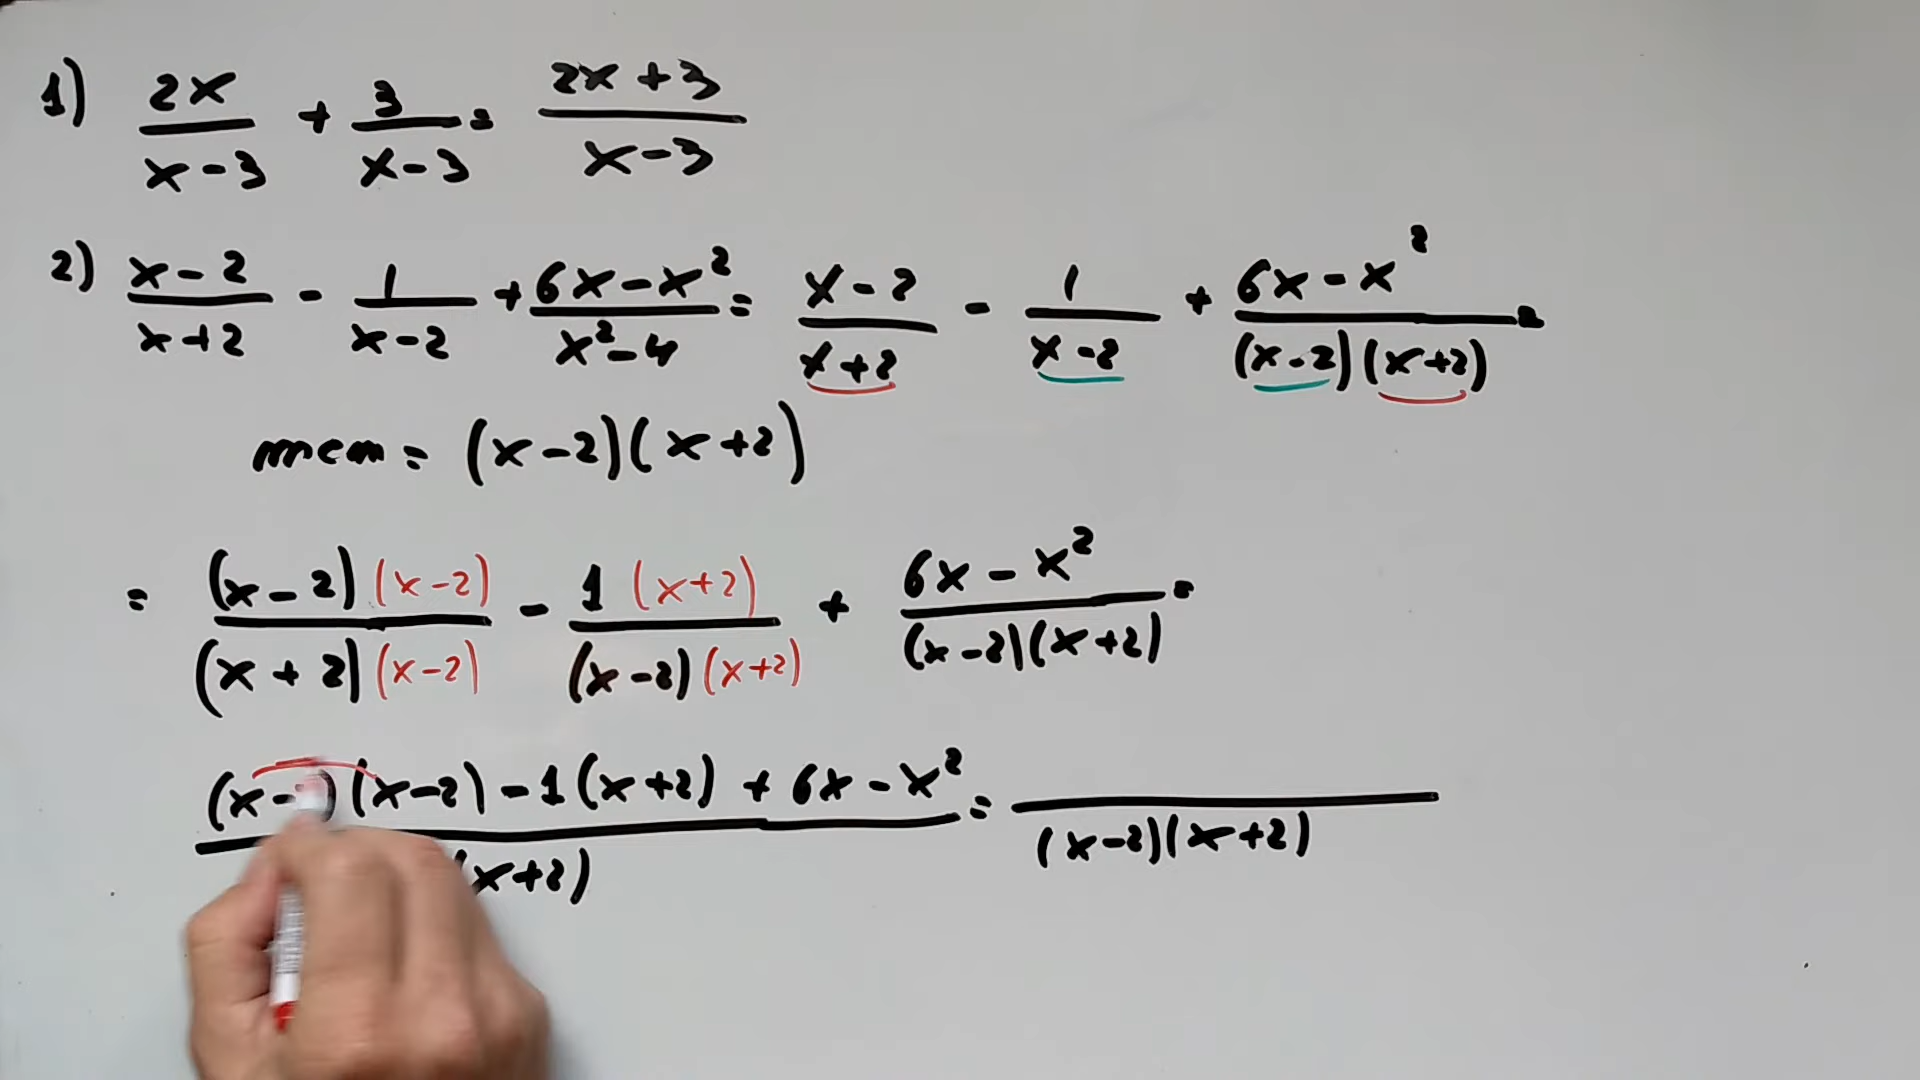 1) 2x/(x-3) + 3/(x-3) = (2x+3)/(x-3)
2) (x-2)/(x+2) - 1/(x-2) + (6x-x²)/(x²-4) = (x-2)/(x+2) - 1/(x-2) + (6x-x²)/((x-2)(x+2)) =
mcm = (x-2)(x+2)
= ((x-2)(x-2))/((x+2)(x-2)) - (1(x+2))/((x-2)(x+2)) + (6x-x²)/((x-2)(x+2)) =
(x- )(x-2) - 1(x+2) + 6x - x² =
(x+2) (x-2)(x+2)